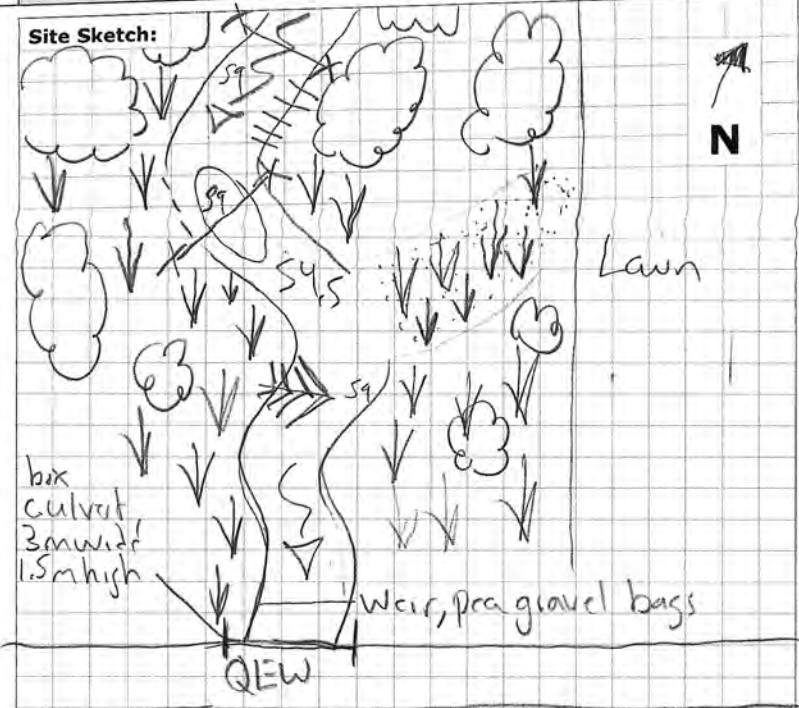 Site Sketch:
S9
N
S9
S4,5
Lawn
S9
box
culvert
3m wide
1.5m high
Weir, pea gravel bags
QEW